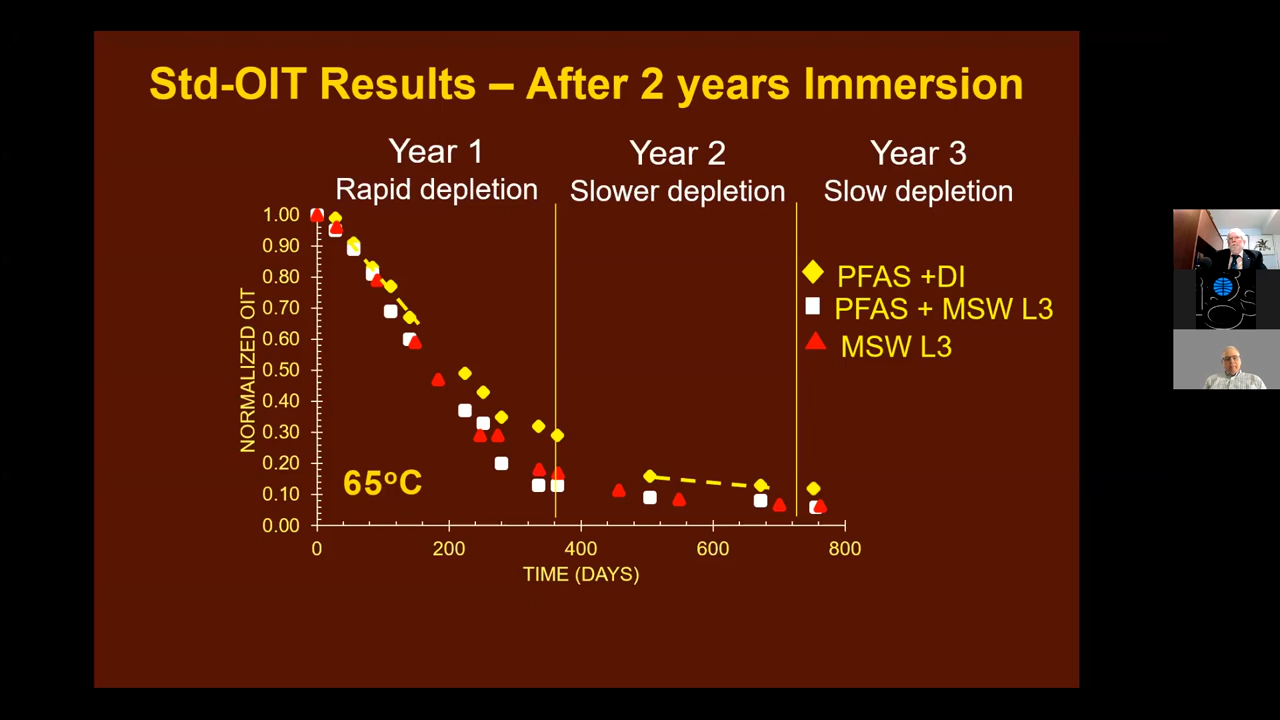 Std-OIT Results – After 2 years Immersion
Year 1
Rapid depletion
Year 2
Slower depletion
Year 3
Slow depletion
1.00
0.90
0.80
0.70
0.60
0.50
0.40
0.30
0.20
0.10
0.00
NORMALIZED OIT
PFAS +DI
PFAS + MSW L3
MSW L3
65°C
0
200
400
600
800
TIME (DAYS)